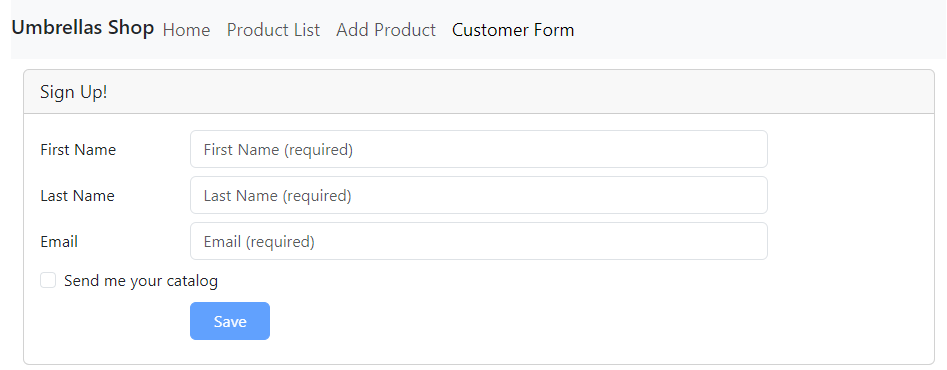 Umbrellas Shop Home Product List Add Product Customer Form
Sign Up!
First Name First Name (required)
Last Name Last Name (required)
Email Email (required)
Send me your catalog
Save